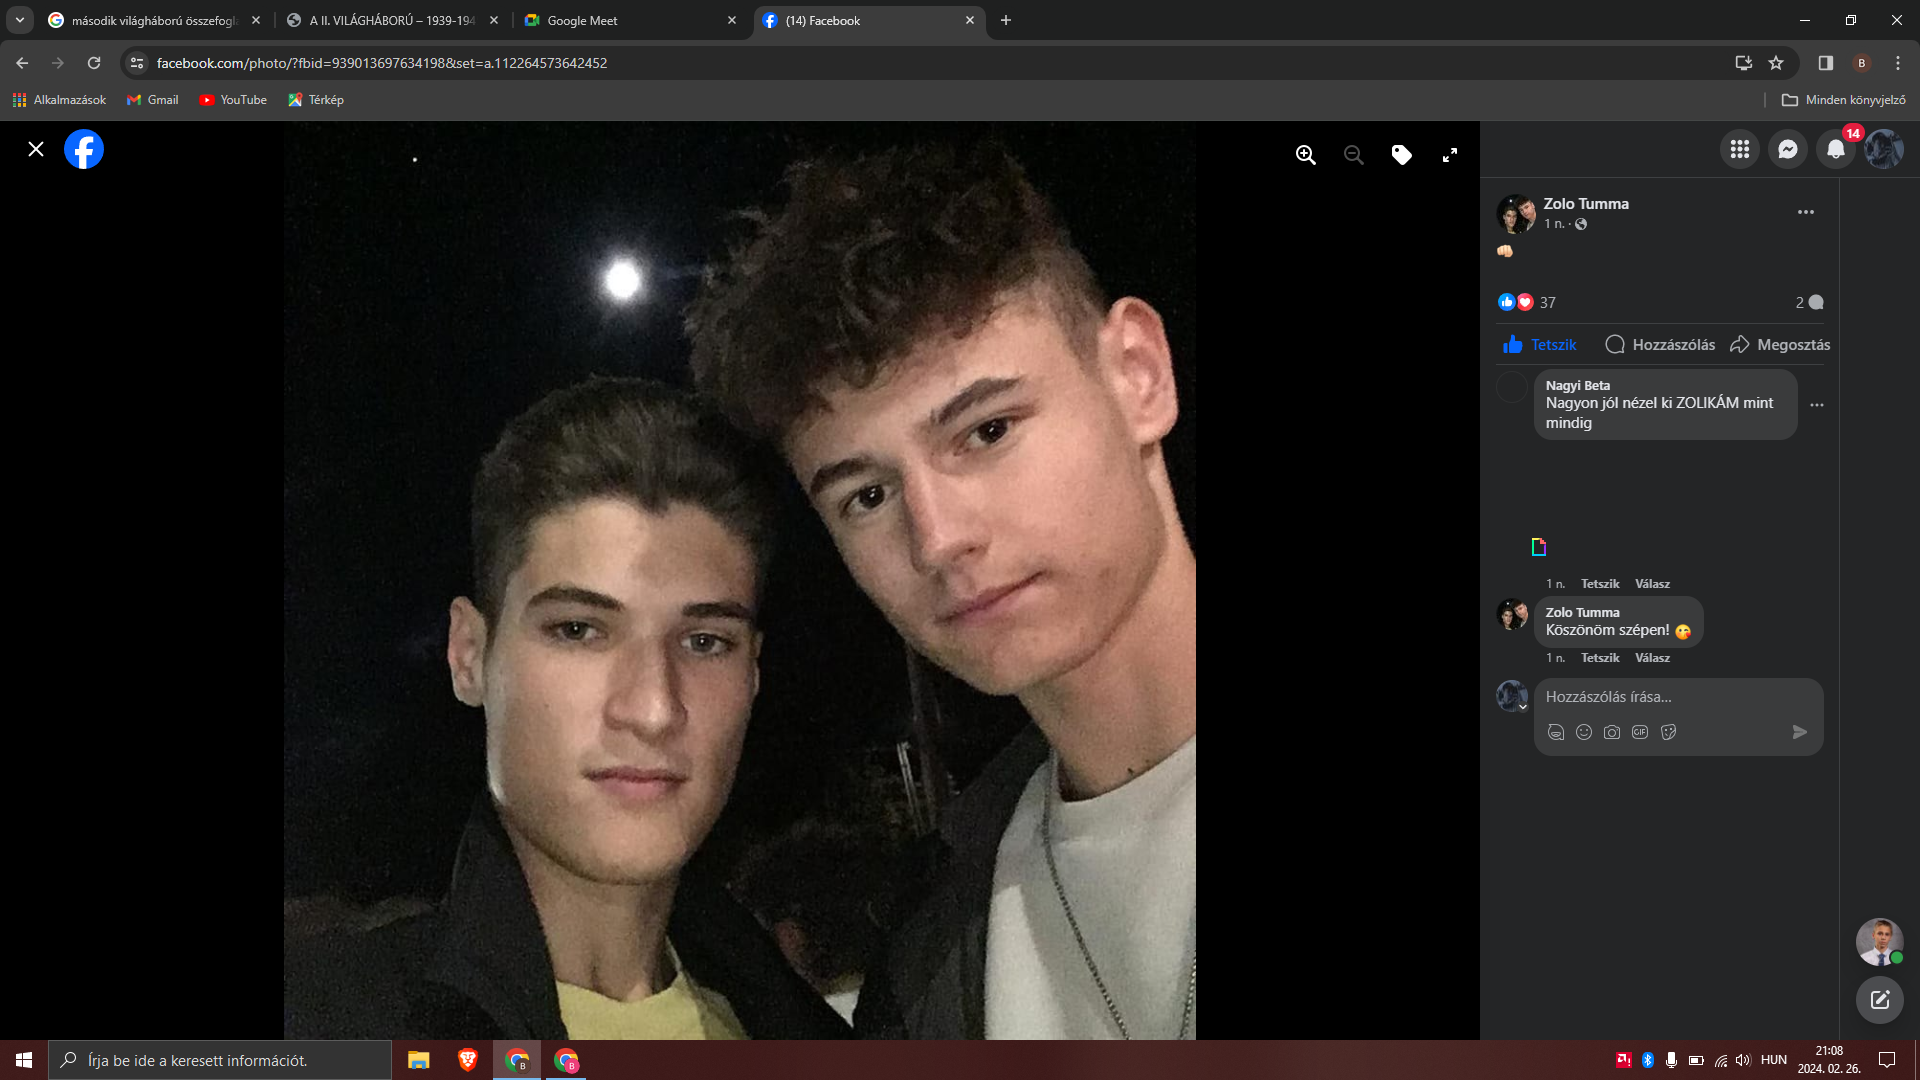 második világháború összefogl
A II. VILÁGHÁBORÚ – 1939-194
Google Meet
(14) Facebook
facebook.com/photo/?fbid=939013697634198&set=a.112264573642452
B
Alkalmazások
Gmail
YouTube
Térkép
Minden könyvjelző
14
Zolo Tumma
1 n. ·
37
2
Tetszik
Hozzászólás
Megosztás
Nagyi Beta
Nagyon jól nézel ki ZOLIKÁM mint
mindig
1 n. Tetszik Válasz
Zolo Tumma
Köszönöm szépen!
1 n. Tetszik Válasz
Hozzászólás írása...
GIF
Írja be ide a keresett információt.
B
B
HUN
21:08
2024. 02. 26.